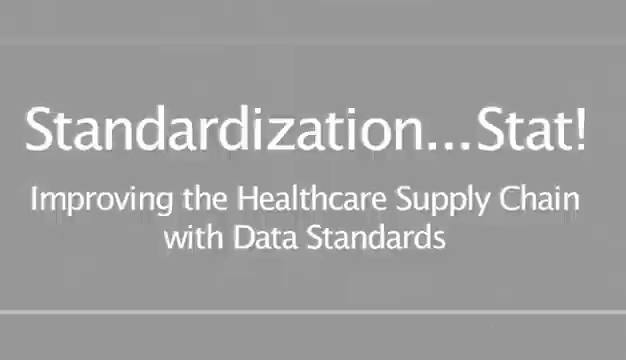 Standardization...Stat!
Improving the Healthcare Supply Chain
with Data Standards